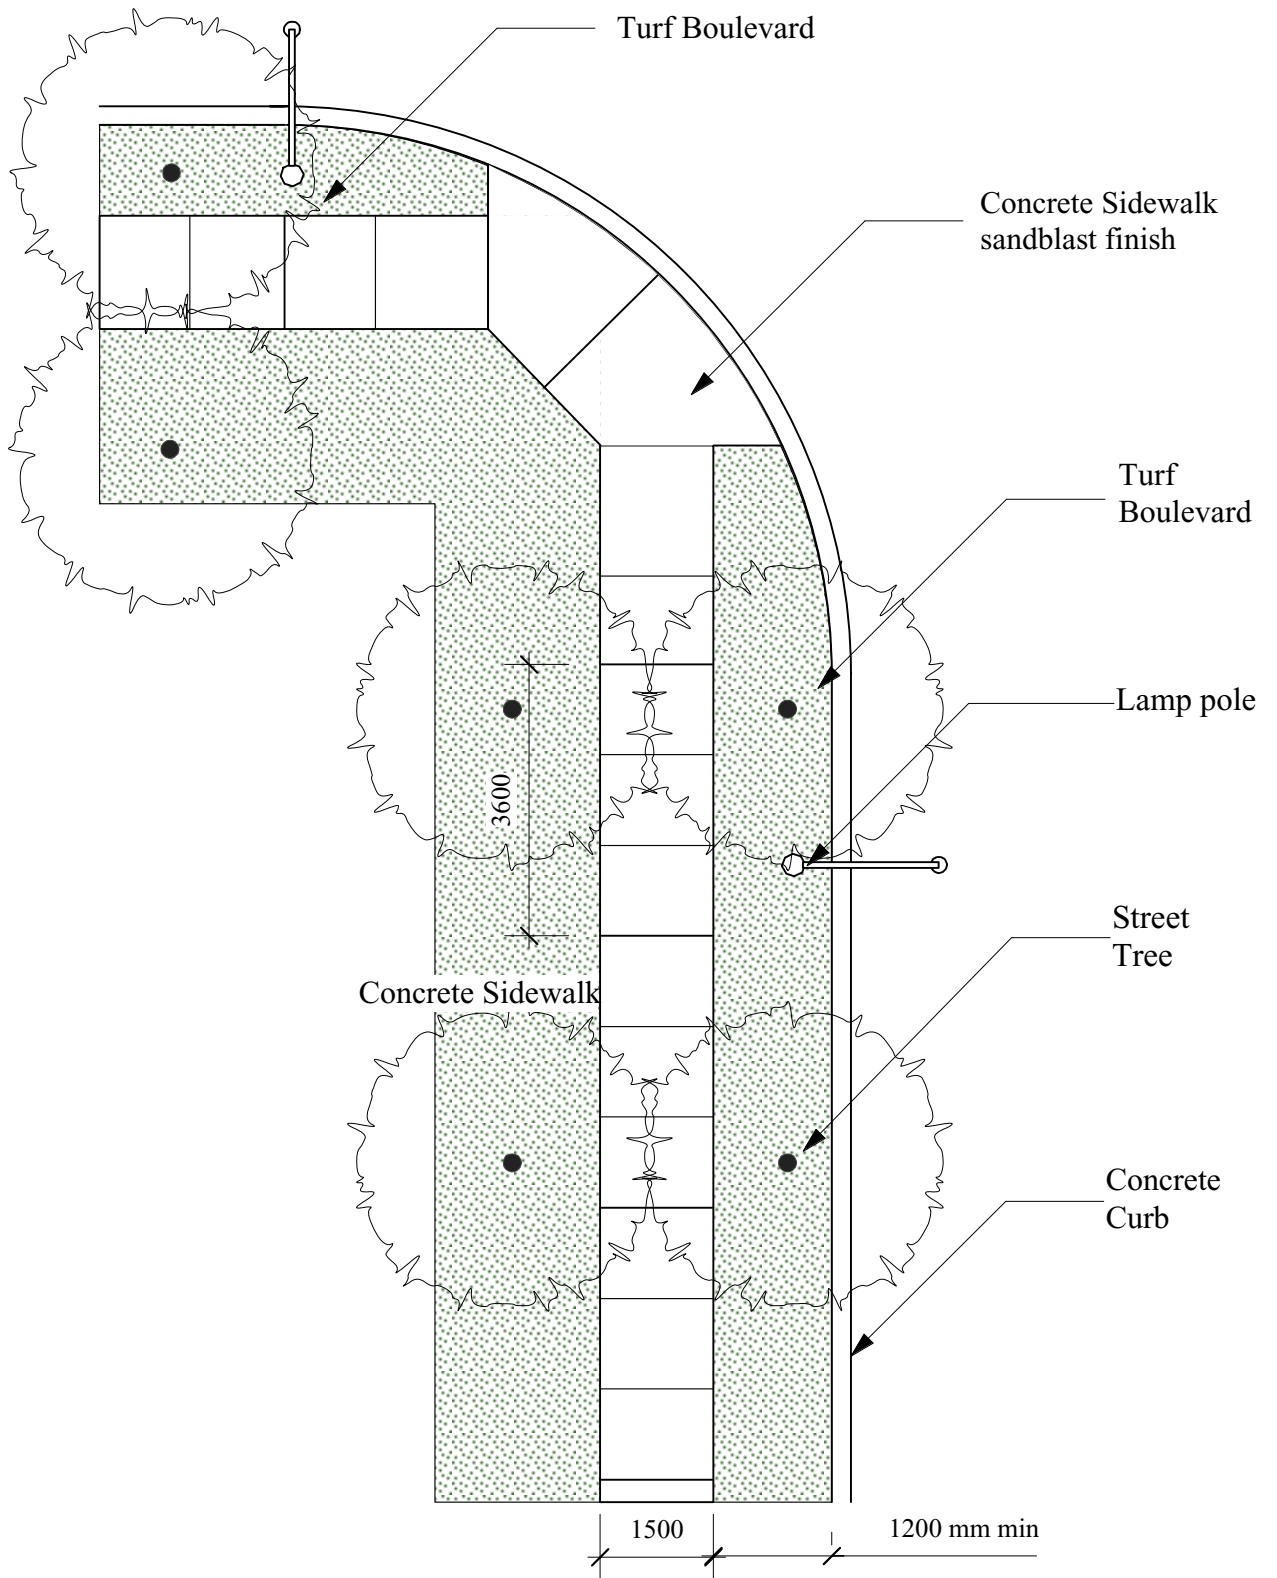 Turf Boulevard
Concrete Sidewalk
sandblast finish
Turf
Boulevard
Lamp pole
3600
Street
Tree
Concrete Sidewalk
Concrete
Curb
1500
1200 mm min